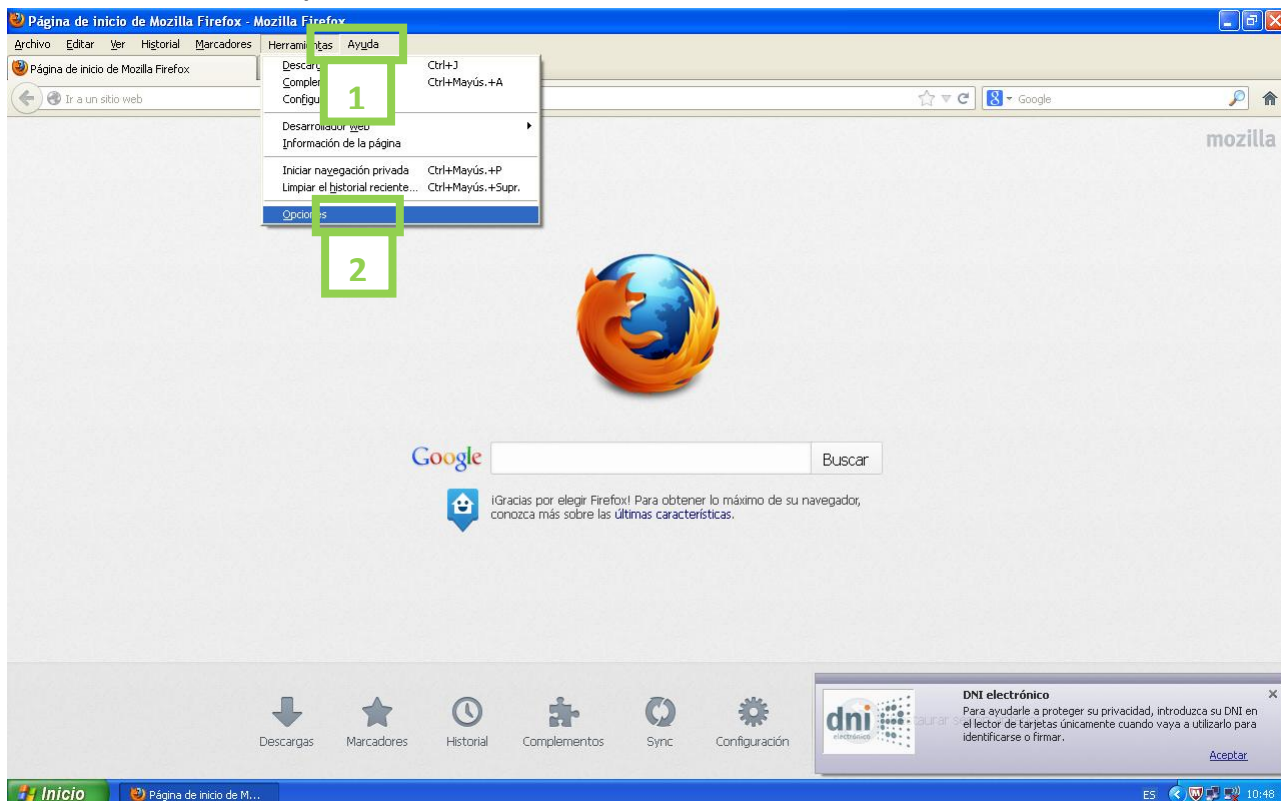 Página de inicio de Mozilla Firefox - Mozilla Firefox
Archivo Editar Ver Historial Marcadores Herramientas Ayuda
Página de inicio de Mozilla Firefox
Ir a un sitio web
Google
mozilla
Descar Ctrl+J
Complem Ctrl+Mayús.+A
Configu
1
Desarrollador web
Información de la página
Iniciar navegación privada Ctrl+Mayús.+P
Limpiar el historial reciente... Ctrl+Mayús.+Supr.
Opciones
2
Google
Buscar
¡Gracias por elegir Firefox! Para obtener lo máximo de su navegador,
conozca más sobre las últimas características.
Descargas Marcadores Historial Complementos Sync Configuración
dni
electrónico
DNI electrónico
Para ayudarle a proteger su privacidad, introduzca su DNI en
el lector de tarjetas únicamente cuando vaya a utilizarlo para
identificarse o firmar.
Aceptar
Inicio
Página de inicio de M...
ES
10:48